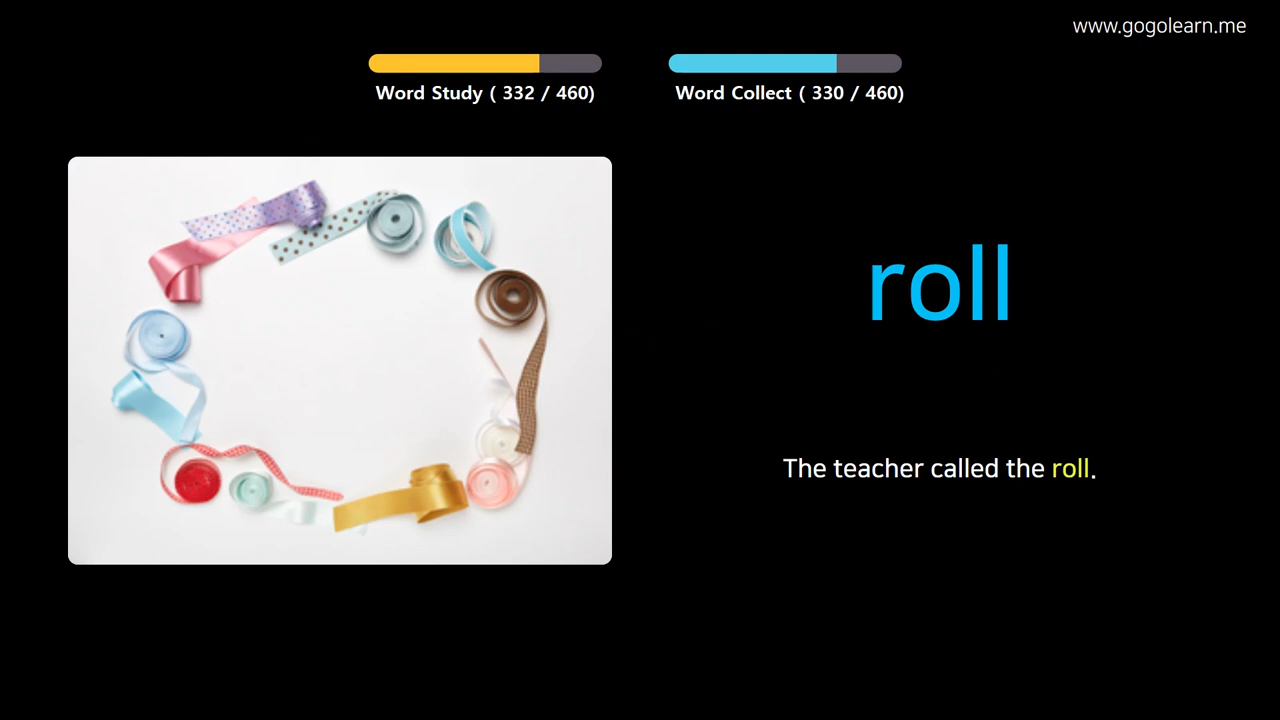 www.gogolearn.me
Word Study ( 332 / 460)
Word Collect ( 330 / 460)
roll
The teacher called the roll.